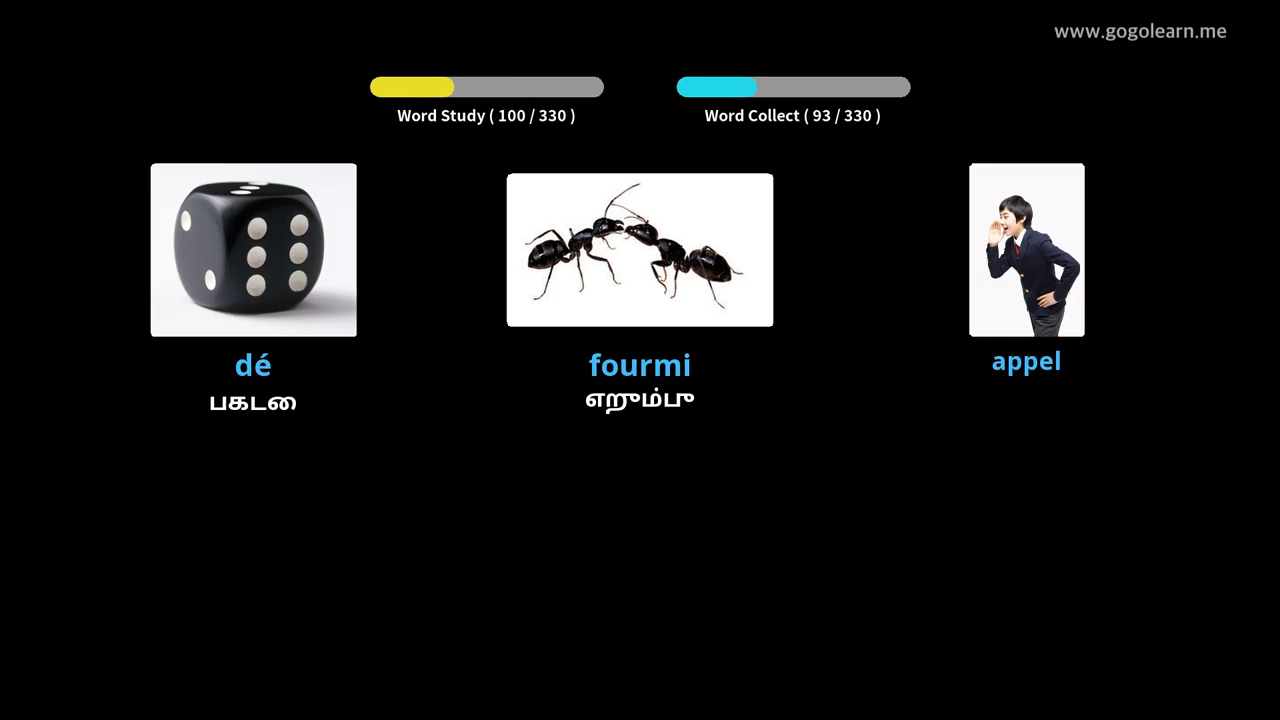 www.gogolearn.me
Word Study ( 100 / 330 )
Word Collect ( 93 / 330 )
dé
fourmi
appel
பகடை
எறும்பு